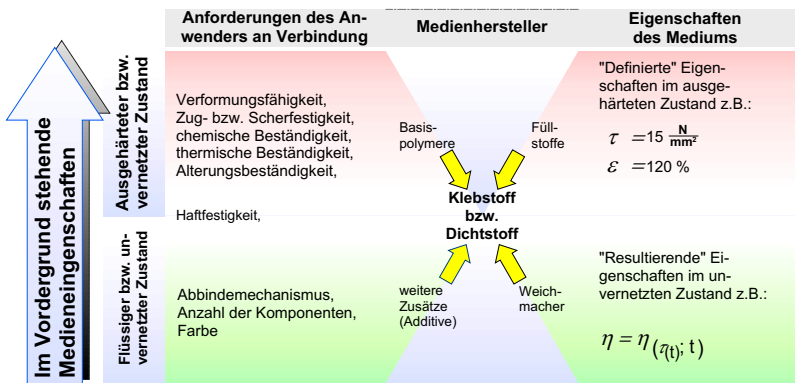 Anforderungen des An-
wenders an Verbindung
Medienhersteller
Eigenschaften
des Mediums
Im Vordergrund stehende
Medieneingenschaften
Ausgehärteter bzw.
vernetzter Zustand
Verformungsfähigkeit,
Zug- bzw. Scherfestigkeit,
chemische Beständigkeit,
thermische Beständigkeit,
Alterungsbeständigkeit,
Haftfestigkeit,
Basis-
polymere
Füll-
stoffe
Klebstoff
bzw.
Dichtstoff
"Definierte" Eigen-
schaften im ausge-
härteten Zustand z.B.:
τ =15 N/mm²
ε =120 %
Flüssiger bzw. un-
vernetzter Zustand
Abbindemechanismus,
Anzahl der Komponenten,
Farbe
weitere
Zusätze
(Additive)
Weich-
macher
"Resultierende" Ei-
genschaften im un-
vernetzten Zustand z.B.:
η = η (τ(t); t)